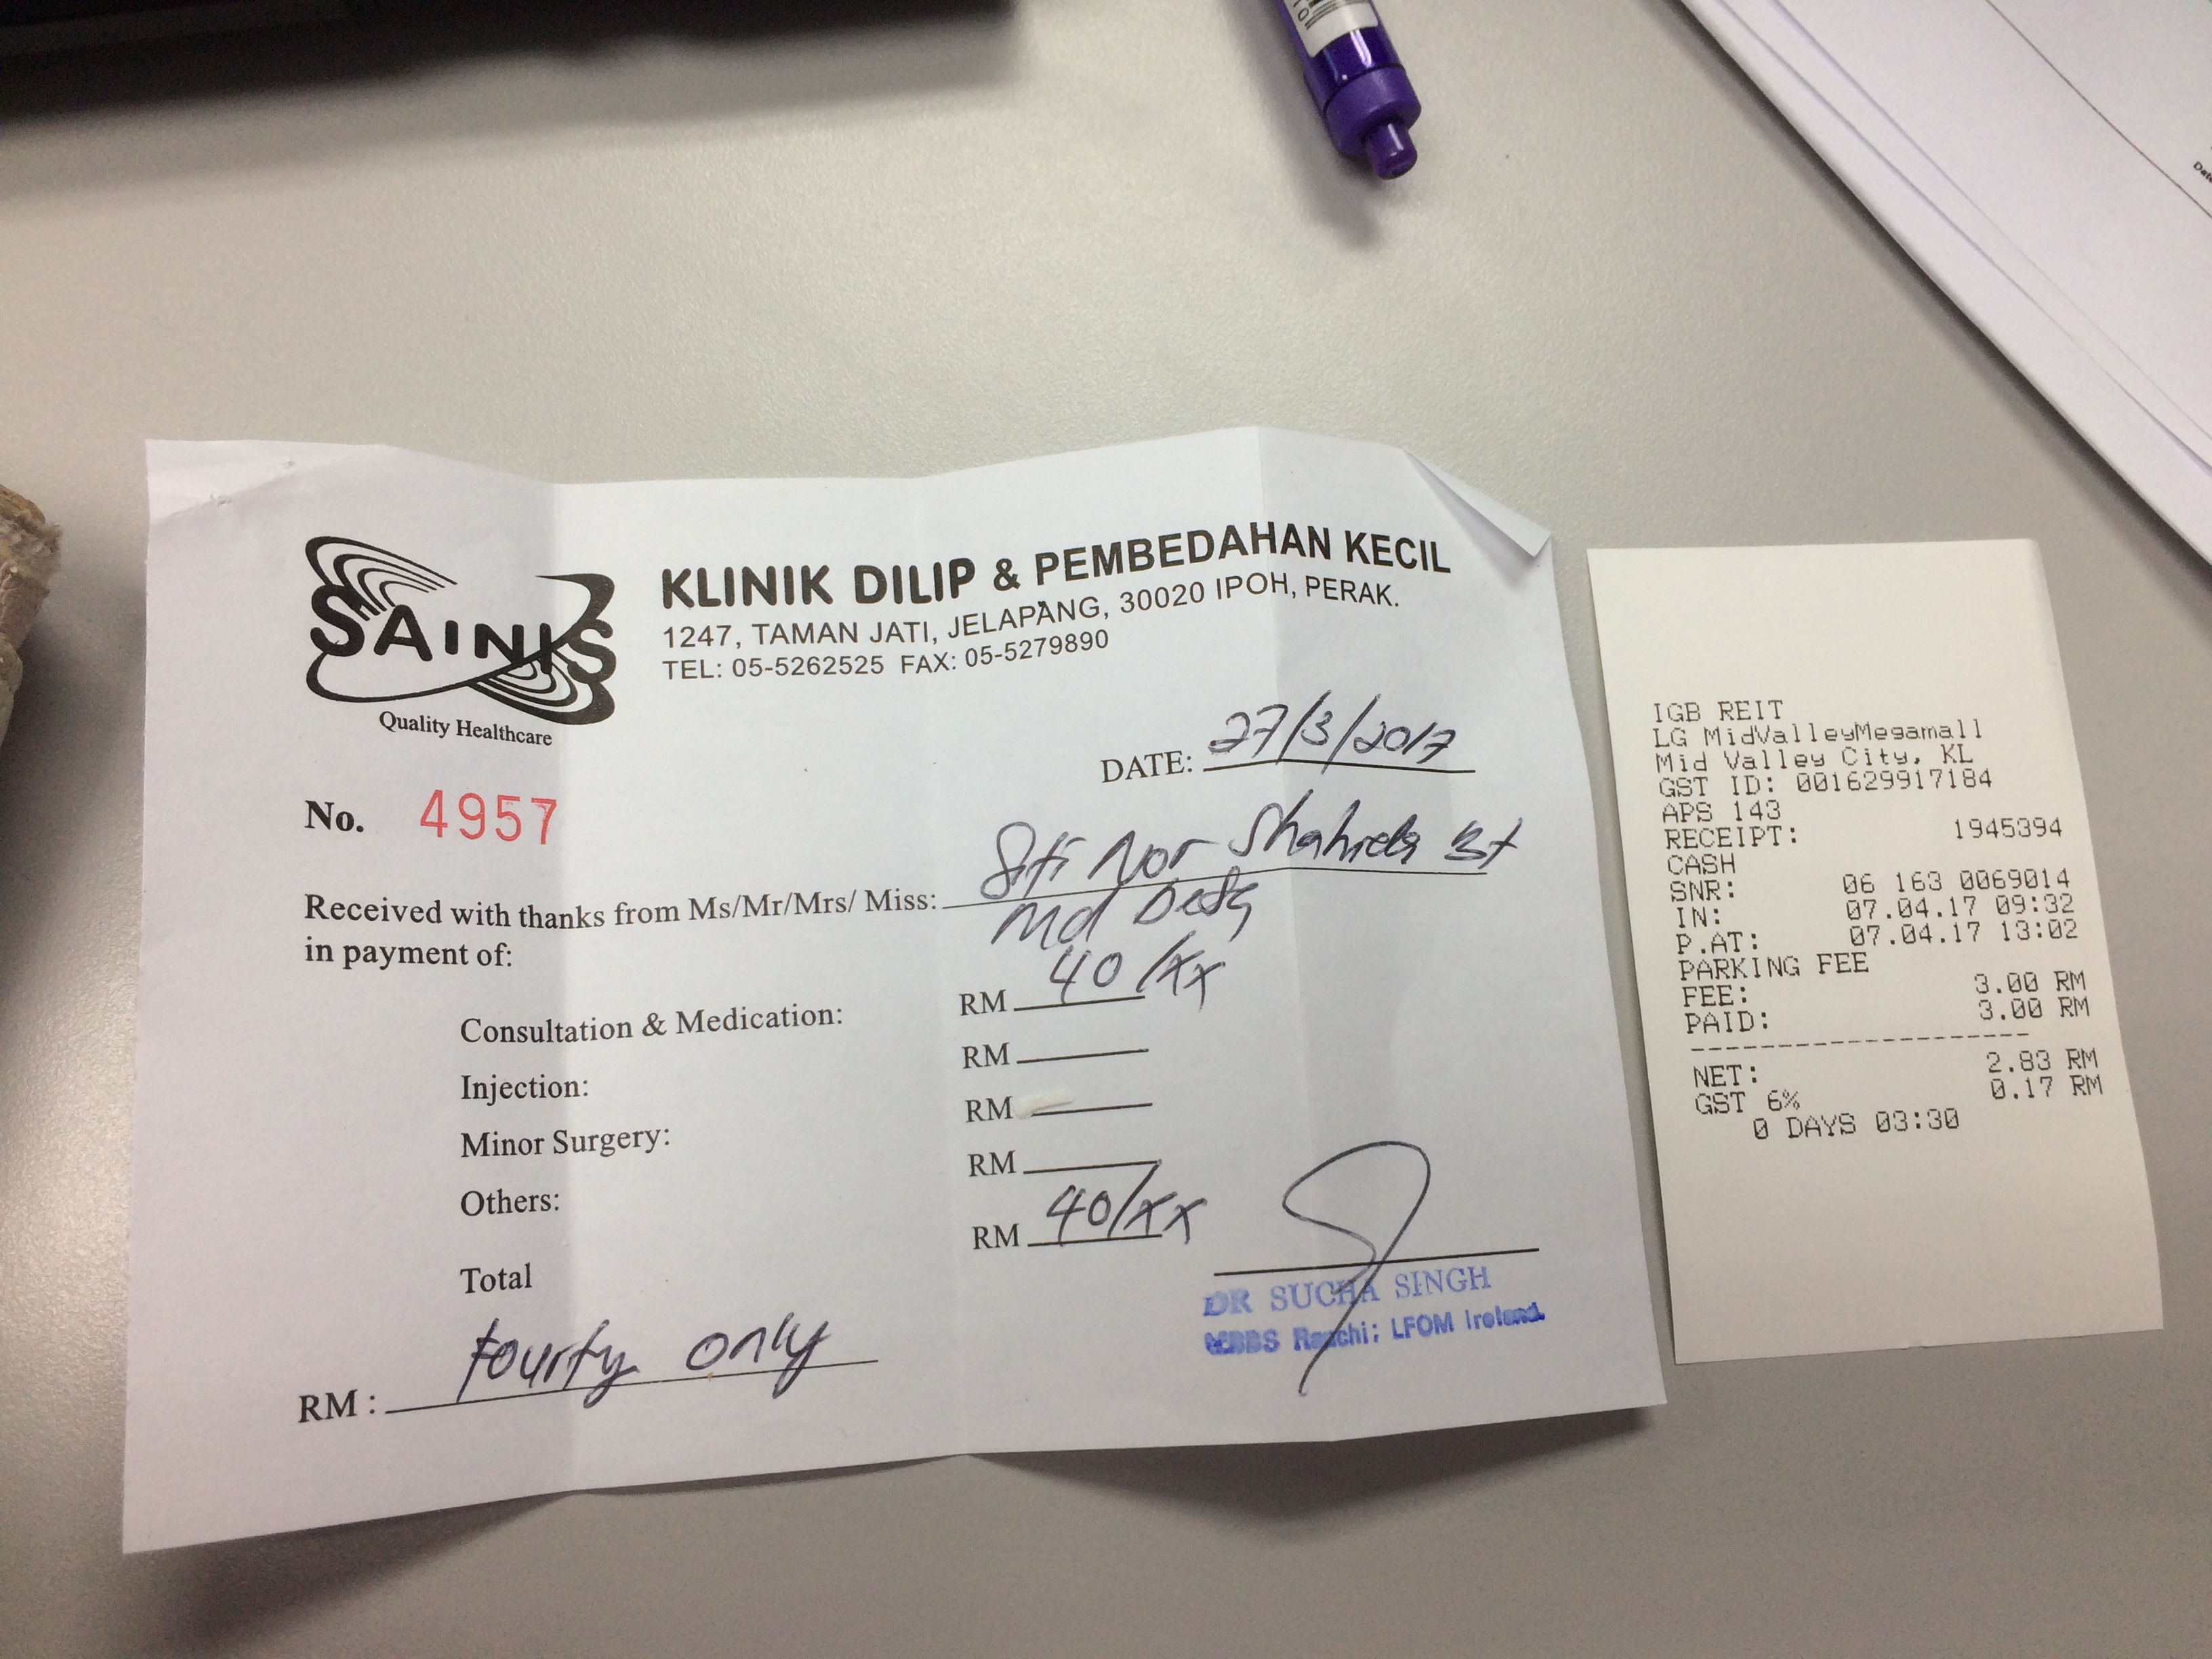 SAINS
Quality Healthcare
KLINIK DILIP & PEMBEDAHAN KECIL
1247, TAMAN JATI, JELAPANG, 30020 IPOH, PERAK.
TEL: 05-5262525 FAX: 05-5279890
No. 4957
DATE: 27/3/2017
Received with thanks from Ms/Mr/Mrs/ Miss: Siti Nor
in payment of: Md
Consultation & Medication: RM 40/xx
Injection: RM
Minor Surgery: RM
Others: RM
Total RM 40/xx
RM : fourty only
DR SUCHA SINGH
MBBS Ranchi: LFOM Ireland
IGB REIT
LG MidValleyMegamall
Mid Valley City, KL
GST ID: 001629917184
APS 143
RECEIPT: 1945394
CASH
SNR: 06 163 0069014
IN: 07.04.17 09:32
P.AT: 07.04.17 13:02
PARKING FEE
FEE: 3.00 RM
PAID: 3.00 RM
--------------------------
NET: 2.83 RM
GST 6% 0.17 RM
0 DAYS 03:30